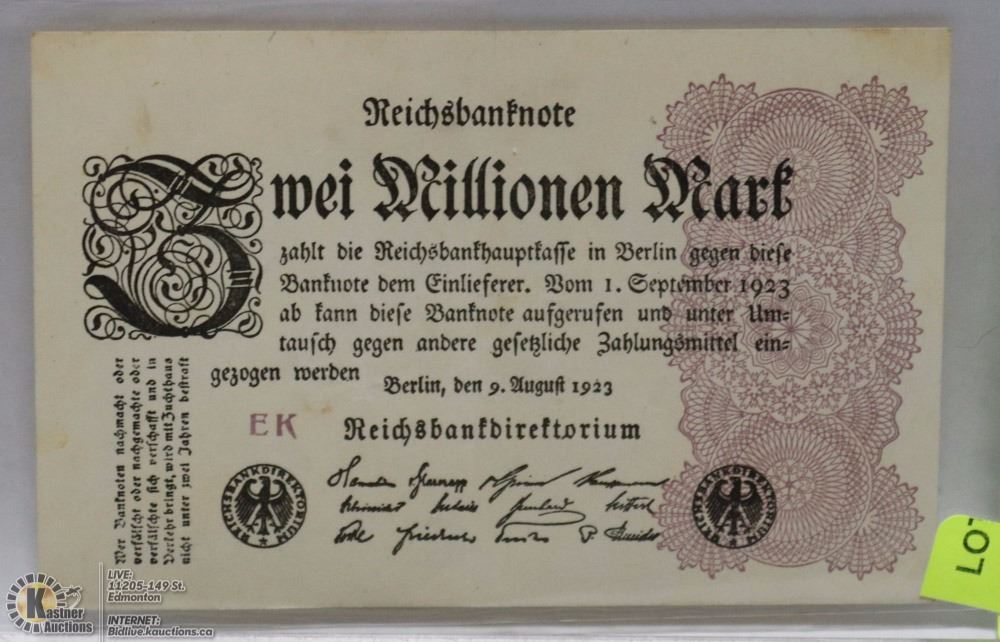 Reichsbanknote
Zwei Millionen Mark
zahlt die Reichsbankhauptkasse in Berlin gegen diese
Banknote dem Einlieferer. Vom 1. September 1923
ab kann diese Banknote aufgerufen und unter Um-
tausch gegen andere gesetzliche Zahlungsmittel ein-
gezogen werden
Berlin, den 9. August 1923
EK
Reichsbankdirektorium
Wer Banknoten nachmacht oder
verfälscht oder nachgemachte oder
verfälschte sich verschafft und in
Verkehr bringt, wird mit Zuchthaus
nicht unter zwei Jahren bestraft
REICHSBANKDIREKTORIUM
REICHSBANKDIREKTORIUM
LOT
Kastner
Auctions
LIVE:
11205-149 St.
Edmonton
INTERNET:
Bidlive.kauctions.ca